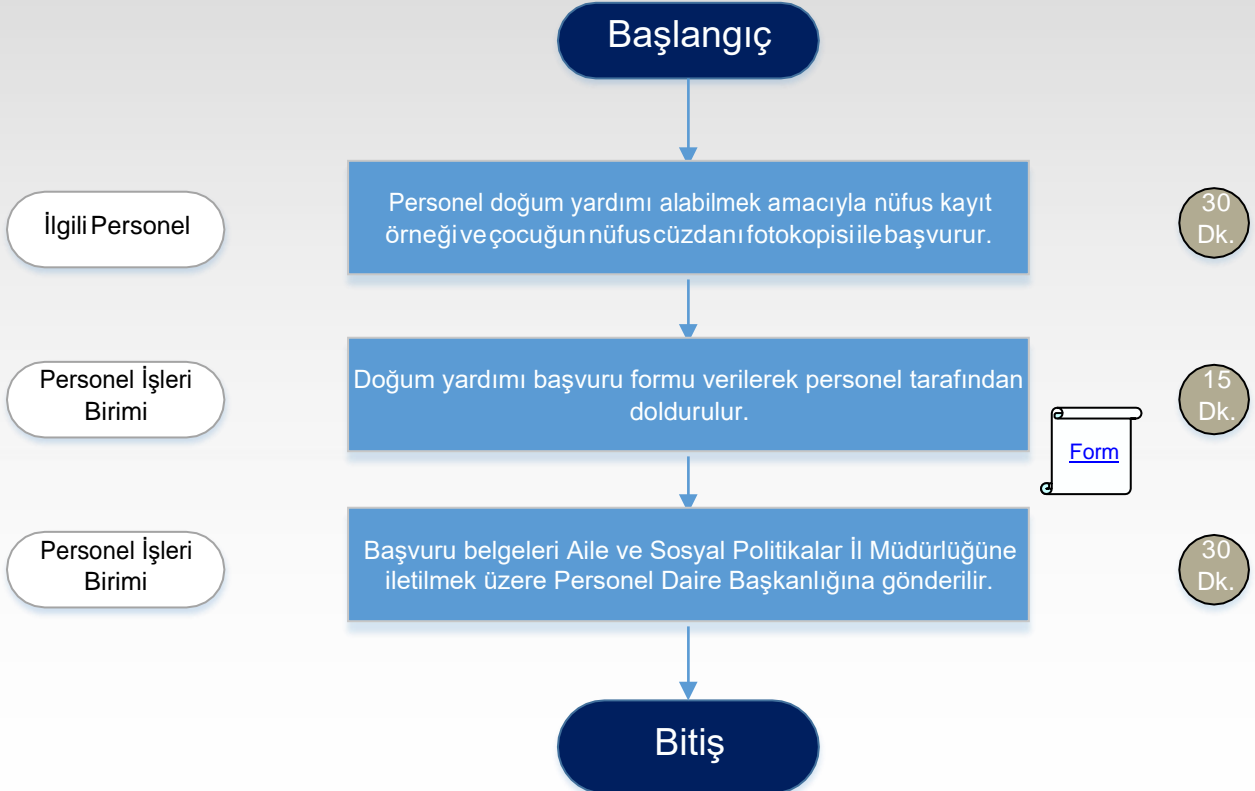 Başlangıç
İlgili Personel
Personel doğum yardımı alabilmek amacıyla nüfus kayıt
örneği ve çocuğun nüfus cüzdanı fotokopisi ile başvurur.
30
Dk.
Personel İşleri
Birimi
Doğum yardımı başvuru formu verilerek personel tarafından
doldurulur.
Form
15
Dk.
Personel İşleri
Birimi
Başvuru belgeleri Aile ve Sosyal Politikalar İl Müdürlüğüne
iletilmek üzere Personel Daire Başkanlığına gönderilir.
30
Dk.
Bitiş